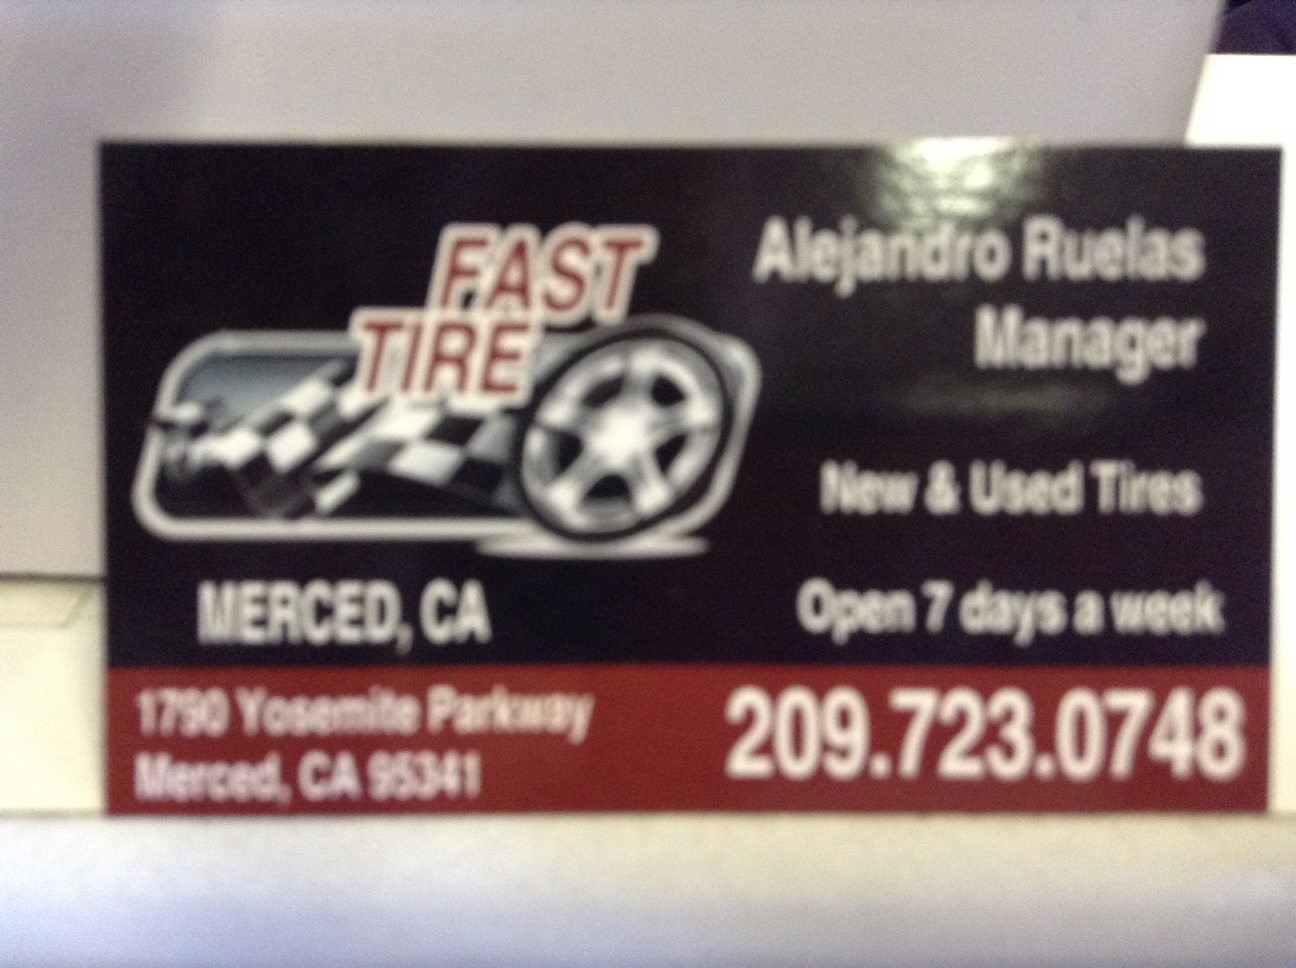 FAST
TIRE
MERCED, CA
Alejandro Ruelas
Manager
New & Used Tires
Open 7 days a week
1790 Yosemite Parkway
Merced, CA 95341
209.723.0748